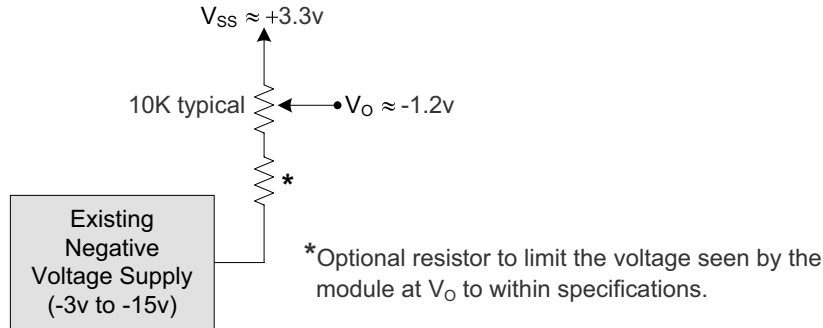 V_SS ≈ +3.3v
10K typical
V_O ≈ -1.2v
*
Existing
Negative
Voltage Supply
(-3v to -15v)
*Optional resistor to limit the voltage seen by the
module at V_O to within specifications.